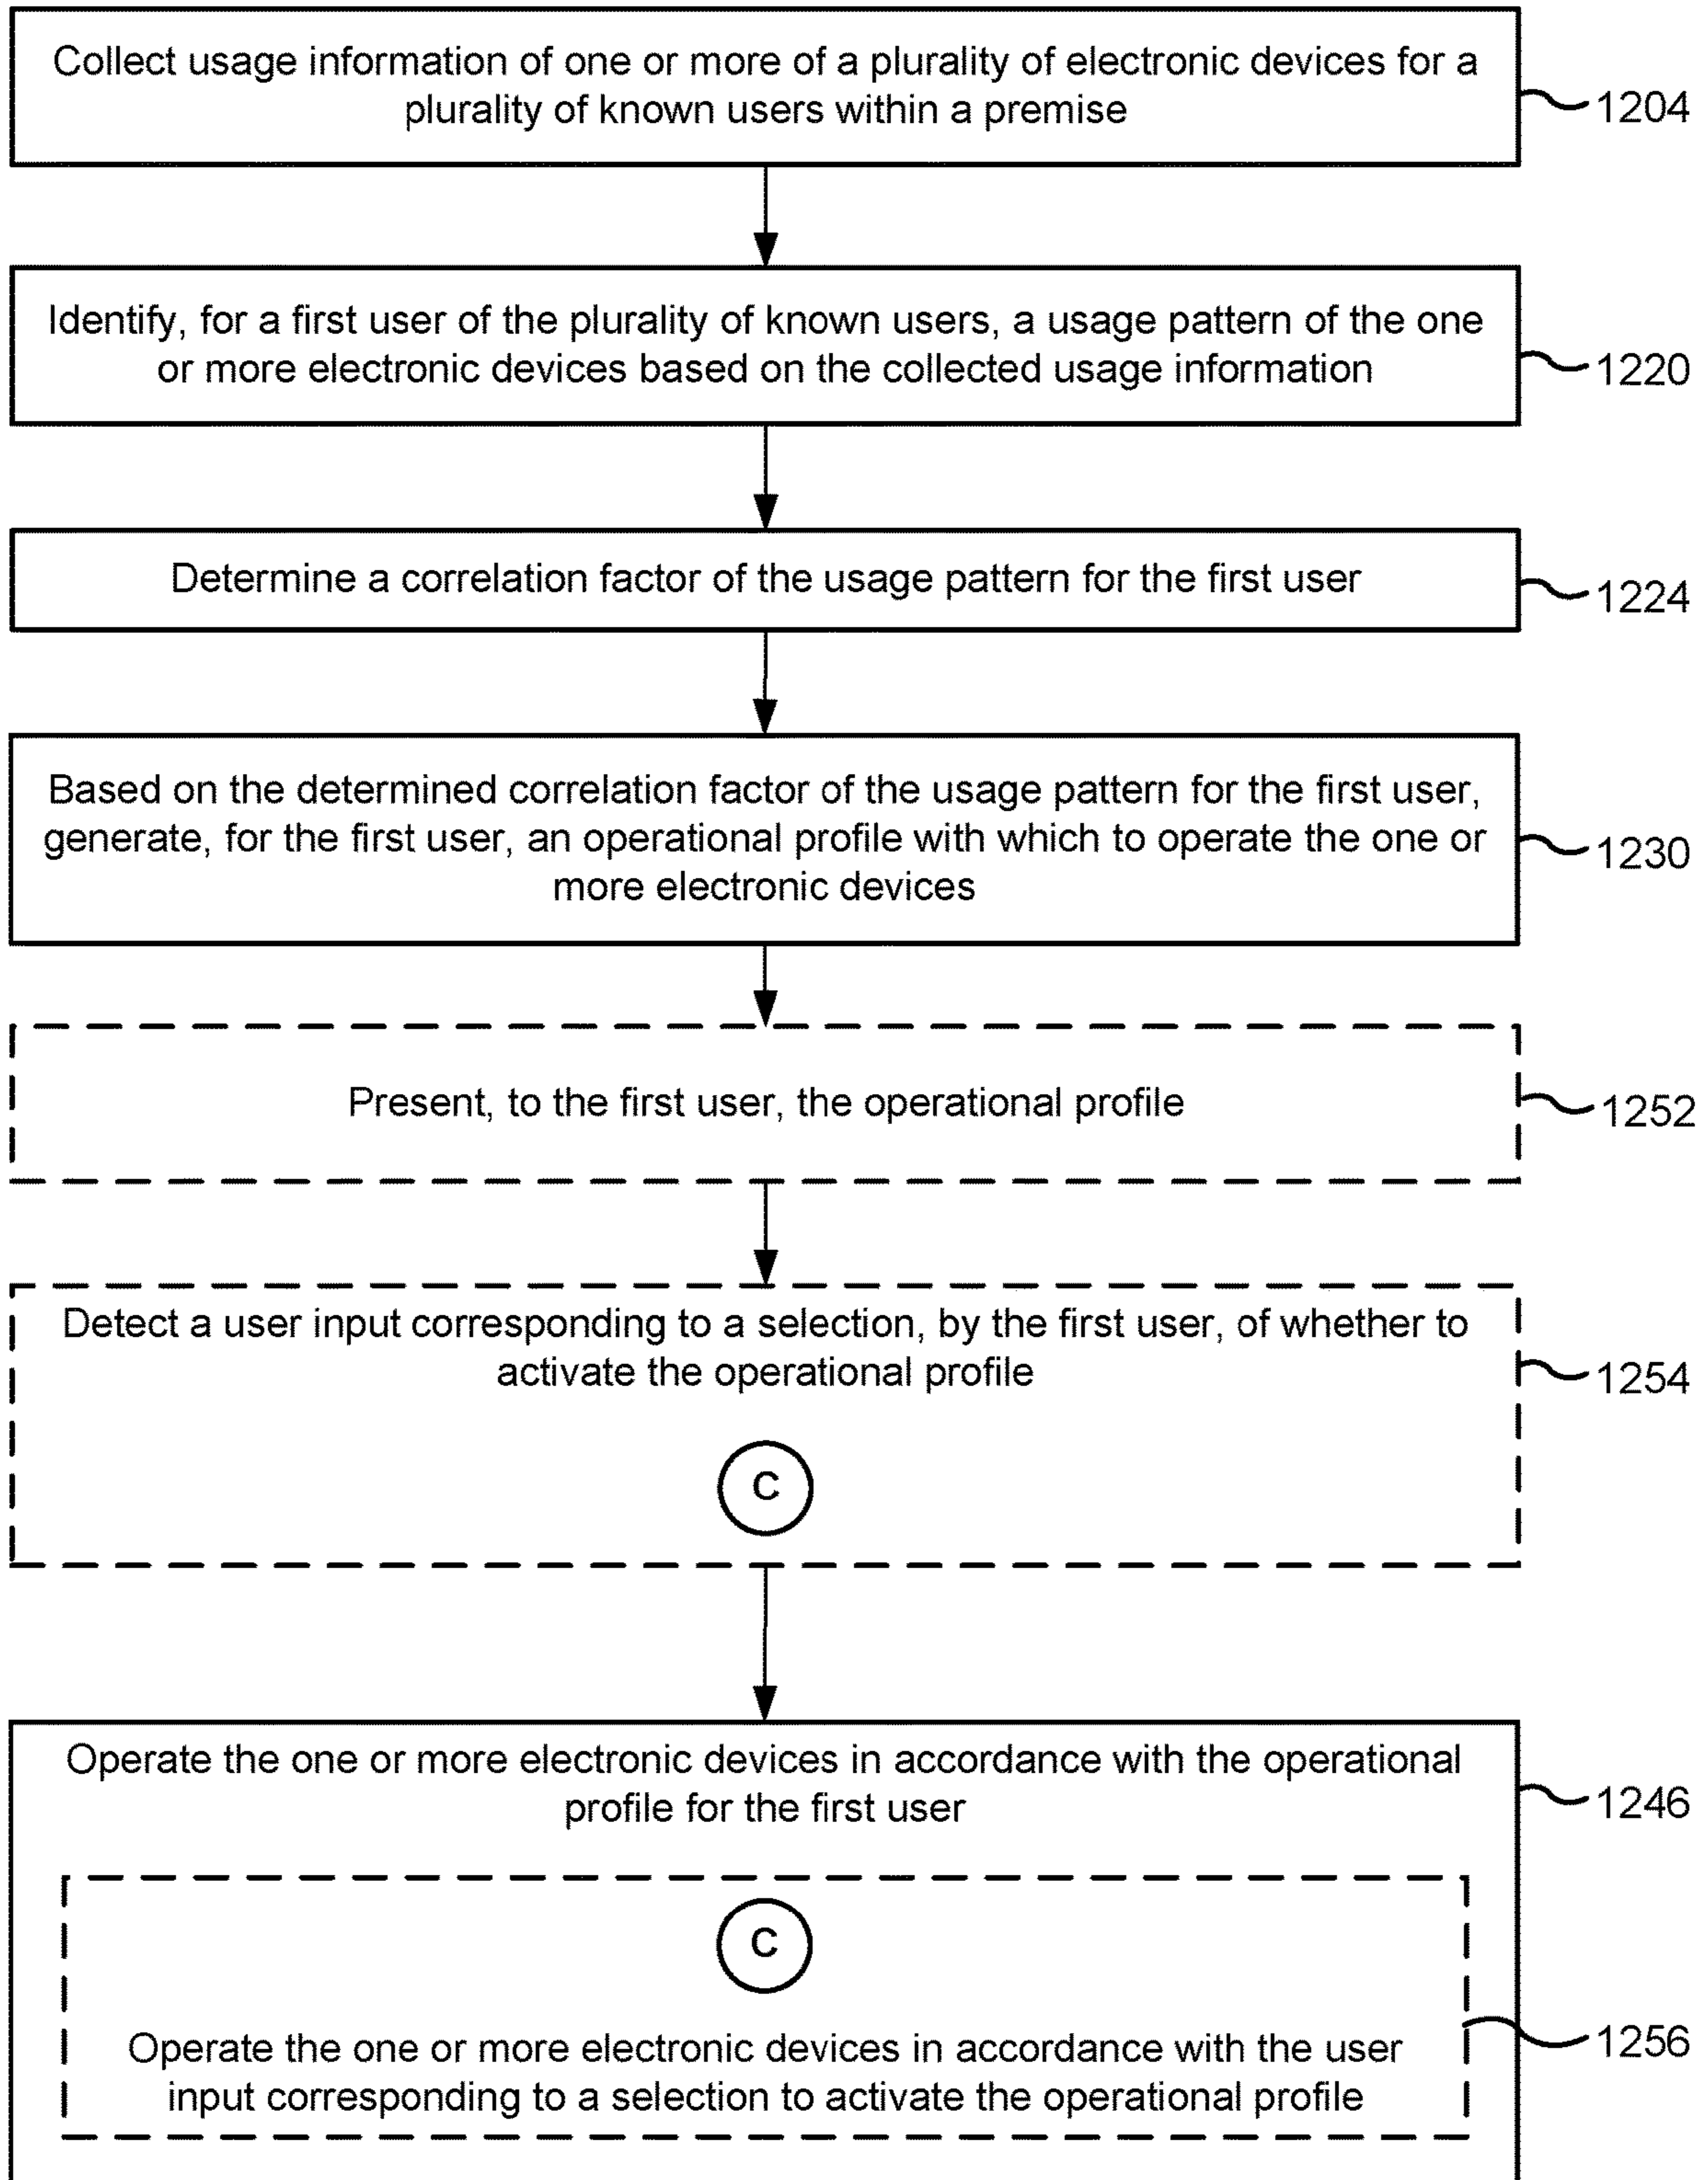 Collect usage information of one or more of a plurality of electronic devices for a
plurality of known users within a premise
1204
Identify, for a first user of the plurality of known users, a usage pattern of the one
or more electronic devices based on the collected usage information
1220
Determine a correlation factor of the usage pattern for the first user
1224
Based on the determined correlation factor of the usage pattern for the first user,
generate, for the first user, an operational profile with which to operate the one or
more electronic devices
1230
Present, to the first user, the operational profile
1252
Detect a user input corresponding to a selection, by the first user, of whether to
activate the operational profile
1254
C
Operate the one or more electronic devices in accordance with the operational
profile for the first user
1246
C
Operate the one or more electronic devices in accordance with the user
input corresponding to a selection to activate the operational profile
1256